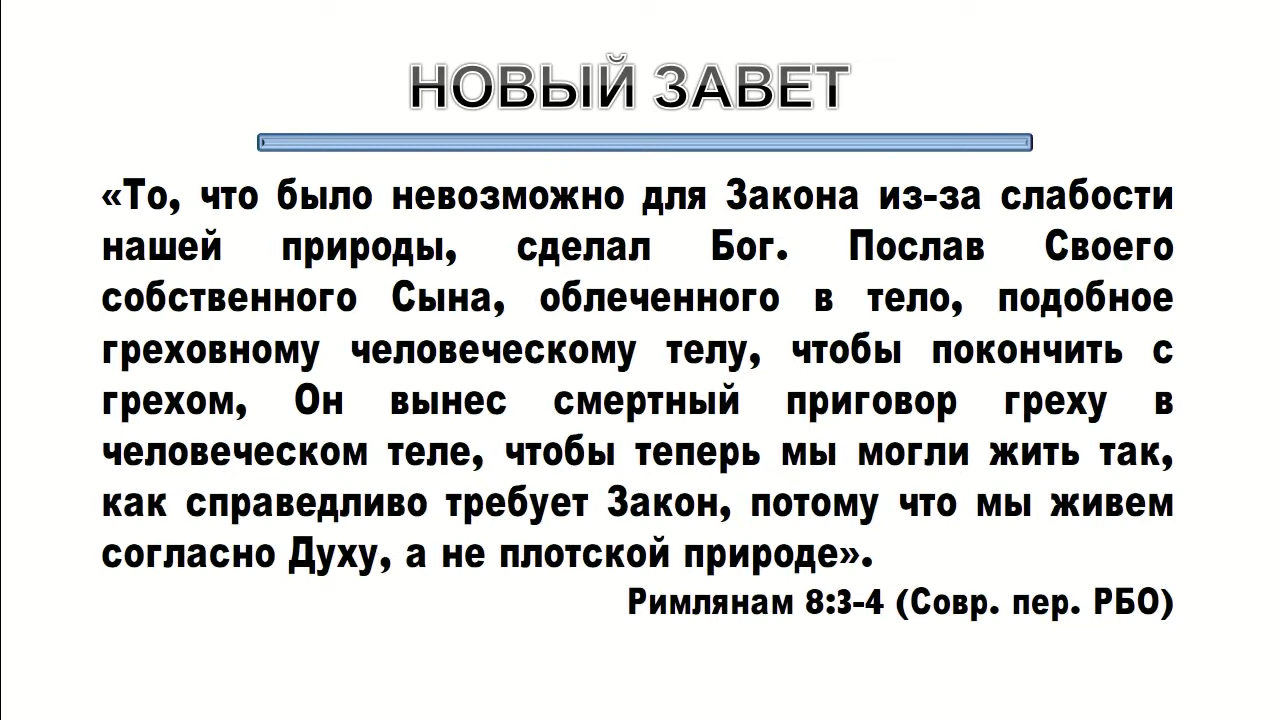 НОВЫЙ ЗАВЕТ
«То, что было невозможно для Закона из-за слабости
нашей природы, сделал Бог. Послав Своего
собственного Сына, облеченного в тело, подобное
греховному человеческому телу, чтобы покончить с
грехом, Он вынес смертный приговор греху в
человеческом теле, чтобы теперь мы могли жить так,
как справедливо требует Закон, потому что мы живем
согласно Духу, а не плотской природе».
Римлянам 8:3-4 (Совр. пер. РБО)